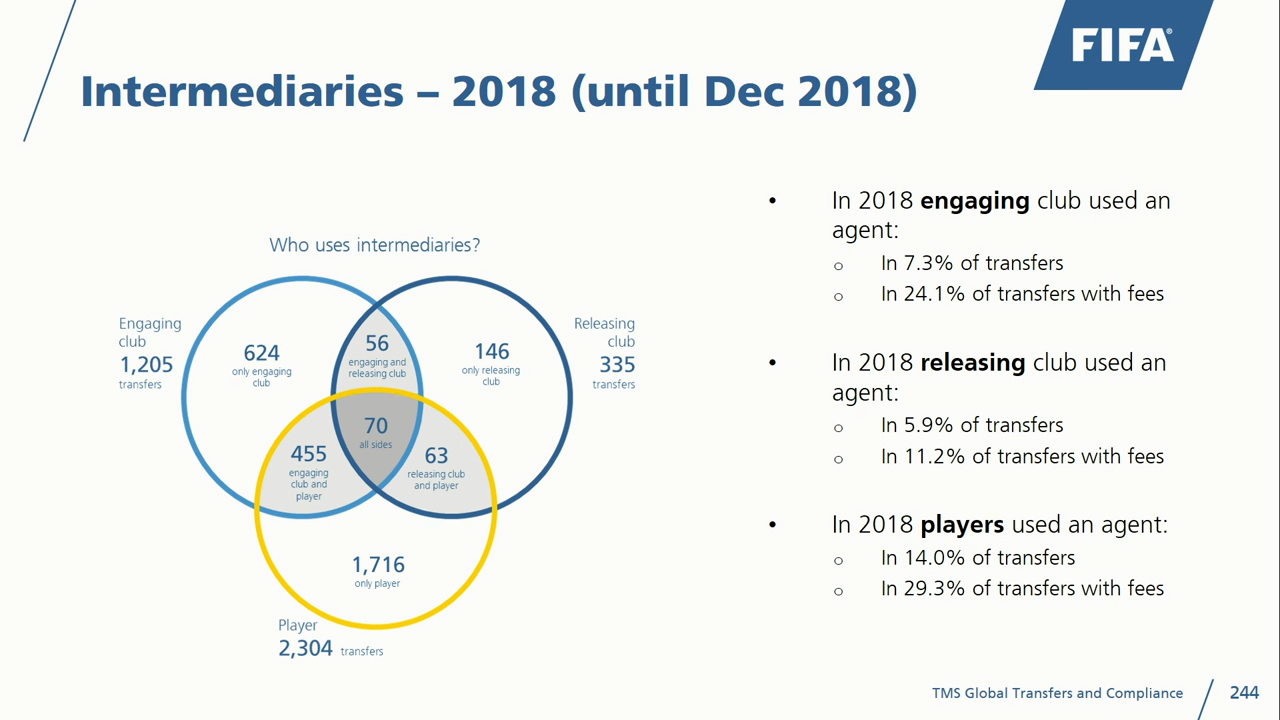 FIFA®
Intermediaries – 2018 (until Dec 2018)
Who uses intermediaries?
Engaging
club
1,205
transfers
624
only engaging
club
56
engaging and
releasing club
146
only releasing
club
Releasing
club
335
transfers
70
all sides
455
engaging
club and
player
63
releasing club
and player
1,716
only player
Player
2,304 transfers
• In 2018 engaging club used an
agent:
o In 7.3% of transfers
o In 24.1% of transfers with fees
• In 2018 releasing club used an
agent:
o In 5.9% of transfers
o In 11.2% of transfers with fees
• In 2018 players used an agent:
o In 14.0% of transfers
o In 29.3% of transfers with fees
TMS Global Transfers and Compliance 244